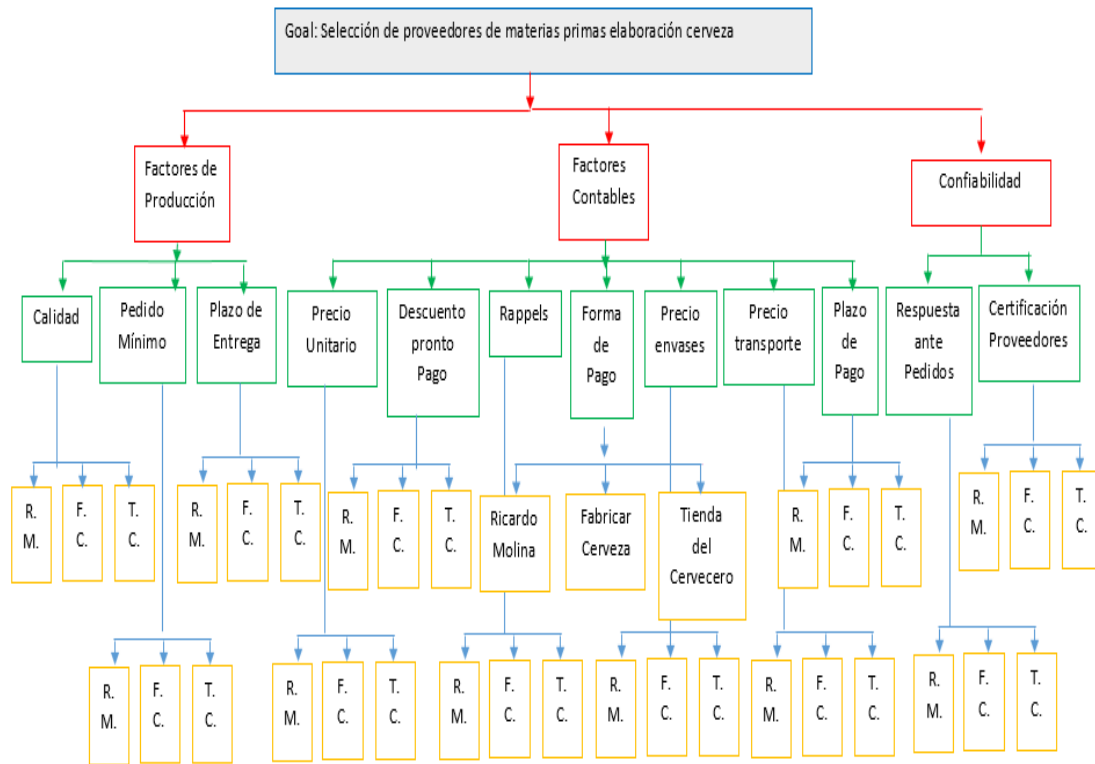 Goal: Selección de proveedores de materias primas elaboración cerveza
Factores de
Producción
Factores
Contables
Confiabilidad
Calidad
Pedido
Mínimo
Plazo de
Entrega
Precio
Unitario
Descuento
pronto
Pago
Rappels
Forma
de
Pago
Precio
envases
Precio
transporte
Plazo
de
Pago
Respuesta
ante
Pedidos
Certificación
Proveedores
R.
M.
F.
C.
T.
C.
R.
M.
F.
C.
T.
C.
R.
M.
F.
C.
T.
C.
Ricardo
Molina
Fabricar
Cerveza
Tienda
del
Cervecero
R.
M.
F.
C.
T.
C.
R.
M.
F.
C.
T.
C.
R.
M.
F.
C.
T.
C.
R.
M.
F.
C.
T.
C.
R.
M.
F.
C.
T.
C.
R.
M.
F.
C.
T.
C.
R.
M.
F.
C.
T.
C.
R.
M.
F.
C.
T.
C.